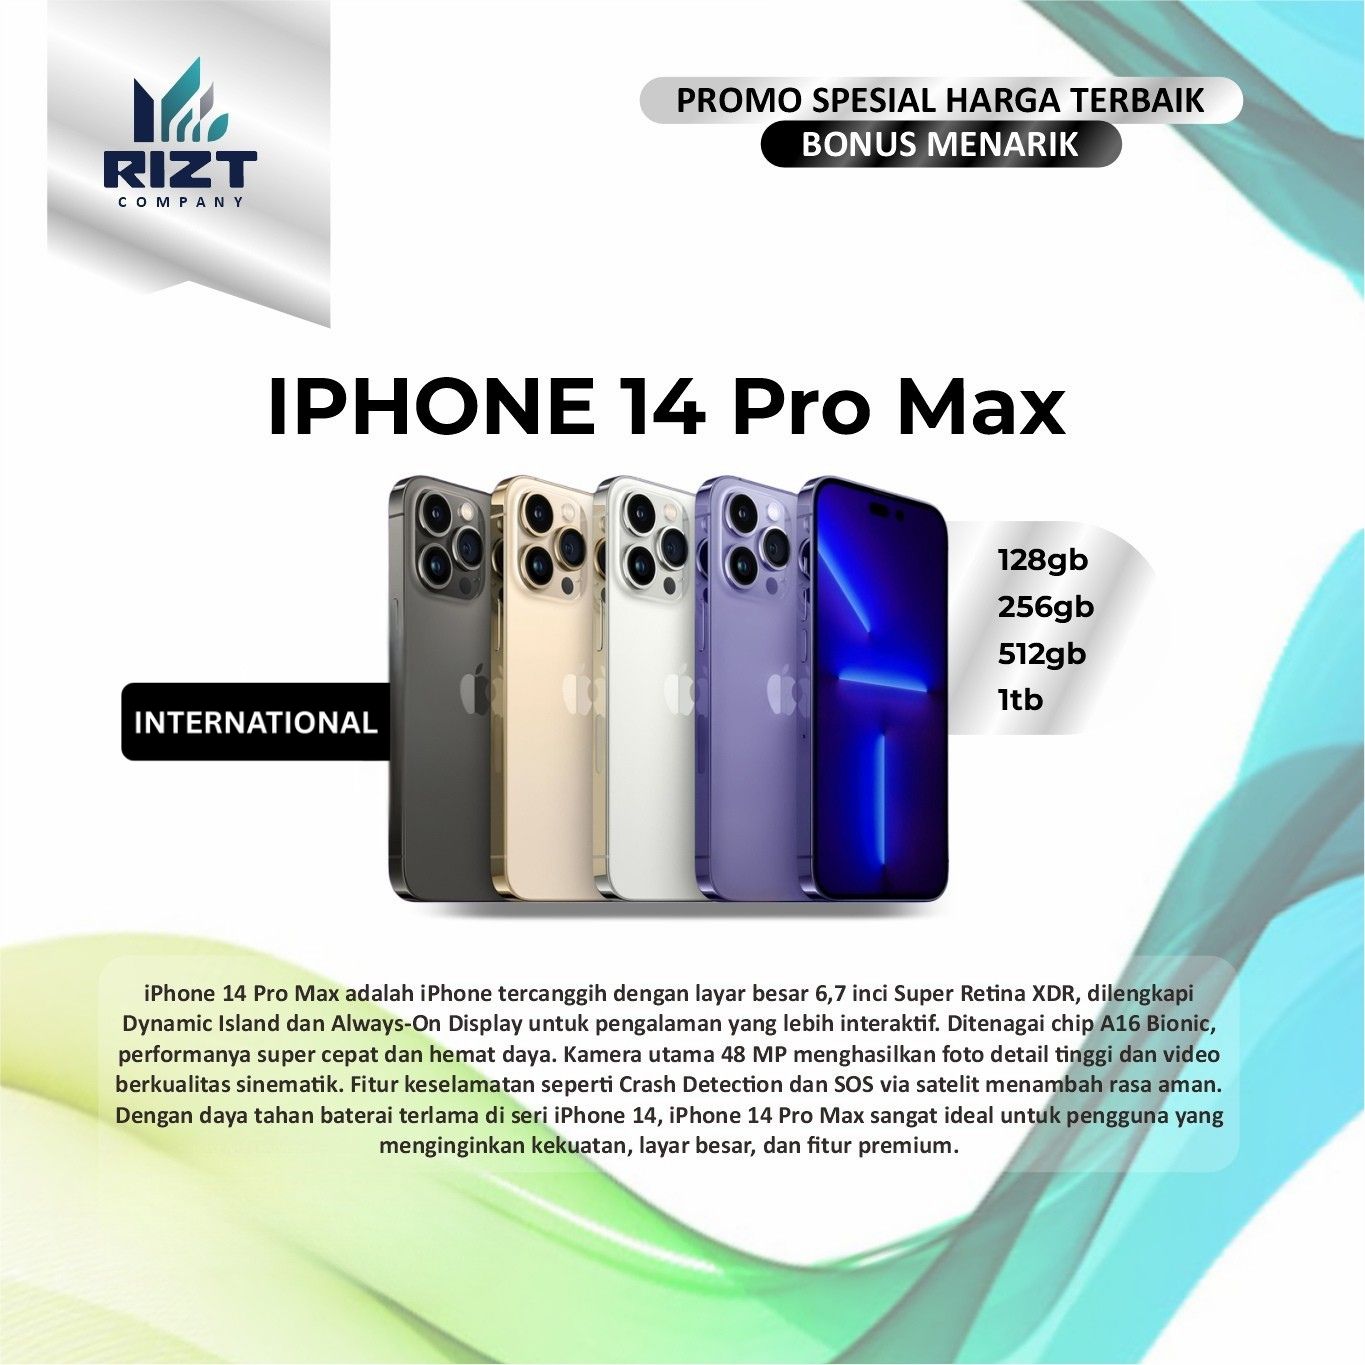 RIZT
COMPANY
PROMO SPESIAL HARGA TERBAIK
BONUS MENARIK
IPHONE 14 Pro Max
128gb
256gb
512gb
1tb
INTERNATIONAL
iPhone 14 Pro Max adalah iPhone tercanggih dengan layar besar 6,7 inci Super Retina XDR, dilengkapi
Dynamic Island dan Always-On Display untuk pengalaman yang lebih interaktif. Ditenagai chip A16 Bionic,
performanya super cepat dan hemat daya. Kamera utama 48 MP menghasilkan foto detail tinggi dan video
berkualitas sinematik. Fitur keselamatan seperti Crash Detection dan SOS via satelit menambah rasa aman.
Dengan daya tahan baterai terlama di seri iPhone 14, iPhone 14 Pro Max sangat ideal untuk pengguna yang
menginginkan kekuatan, layar besar, dan fitur premium.